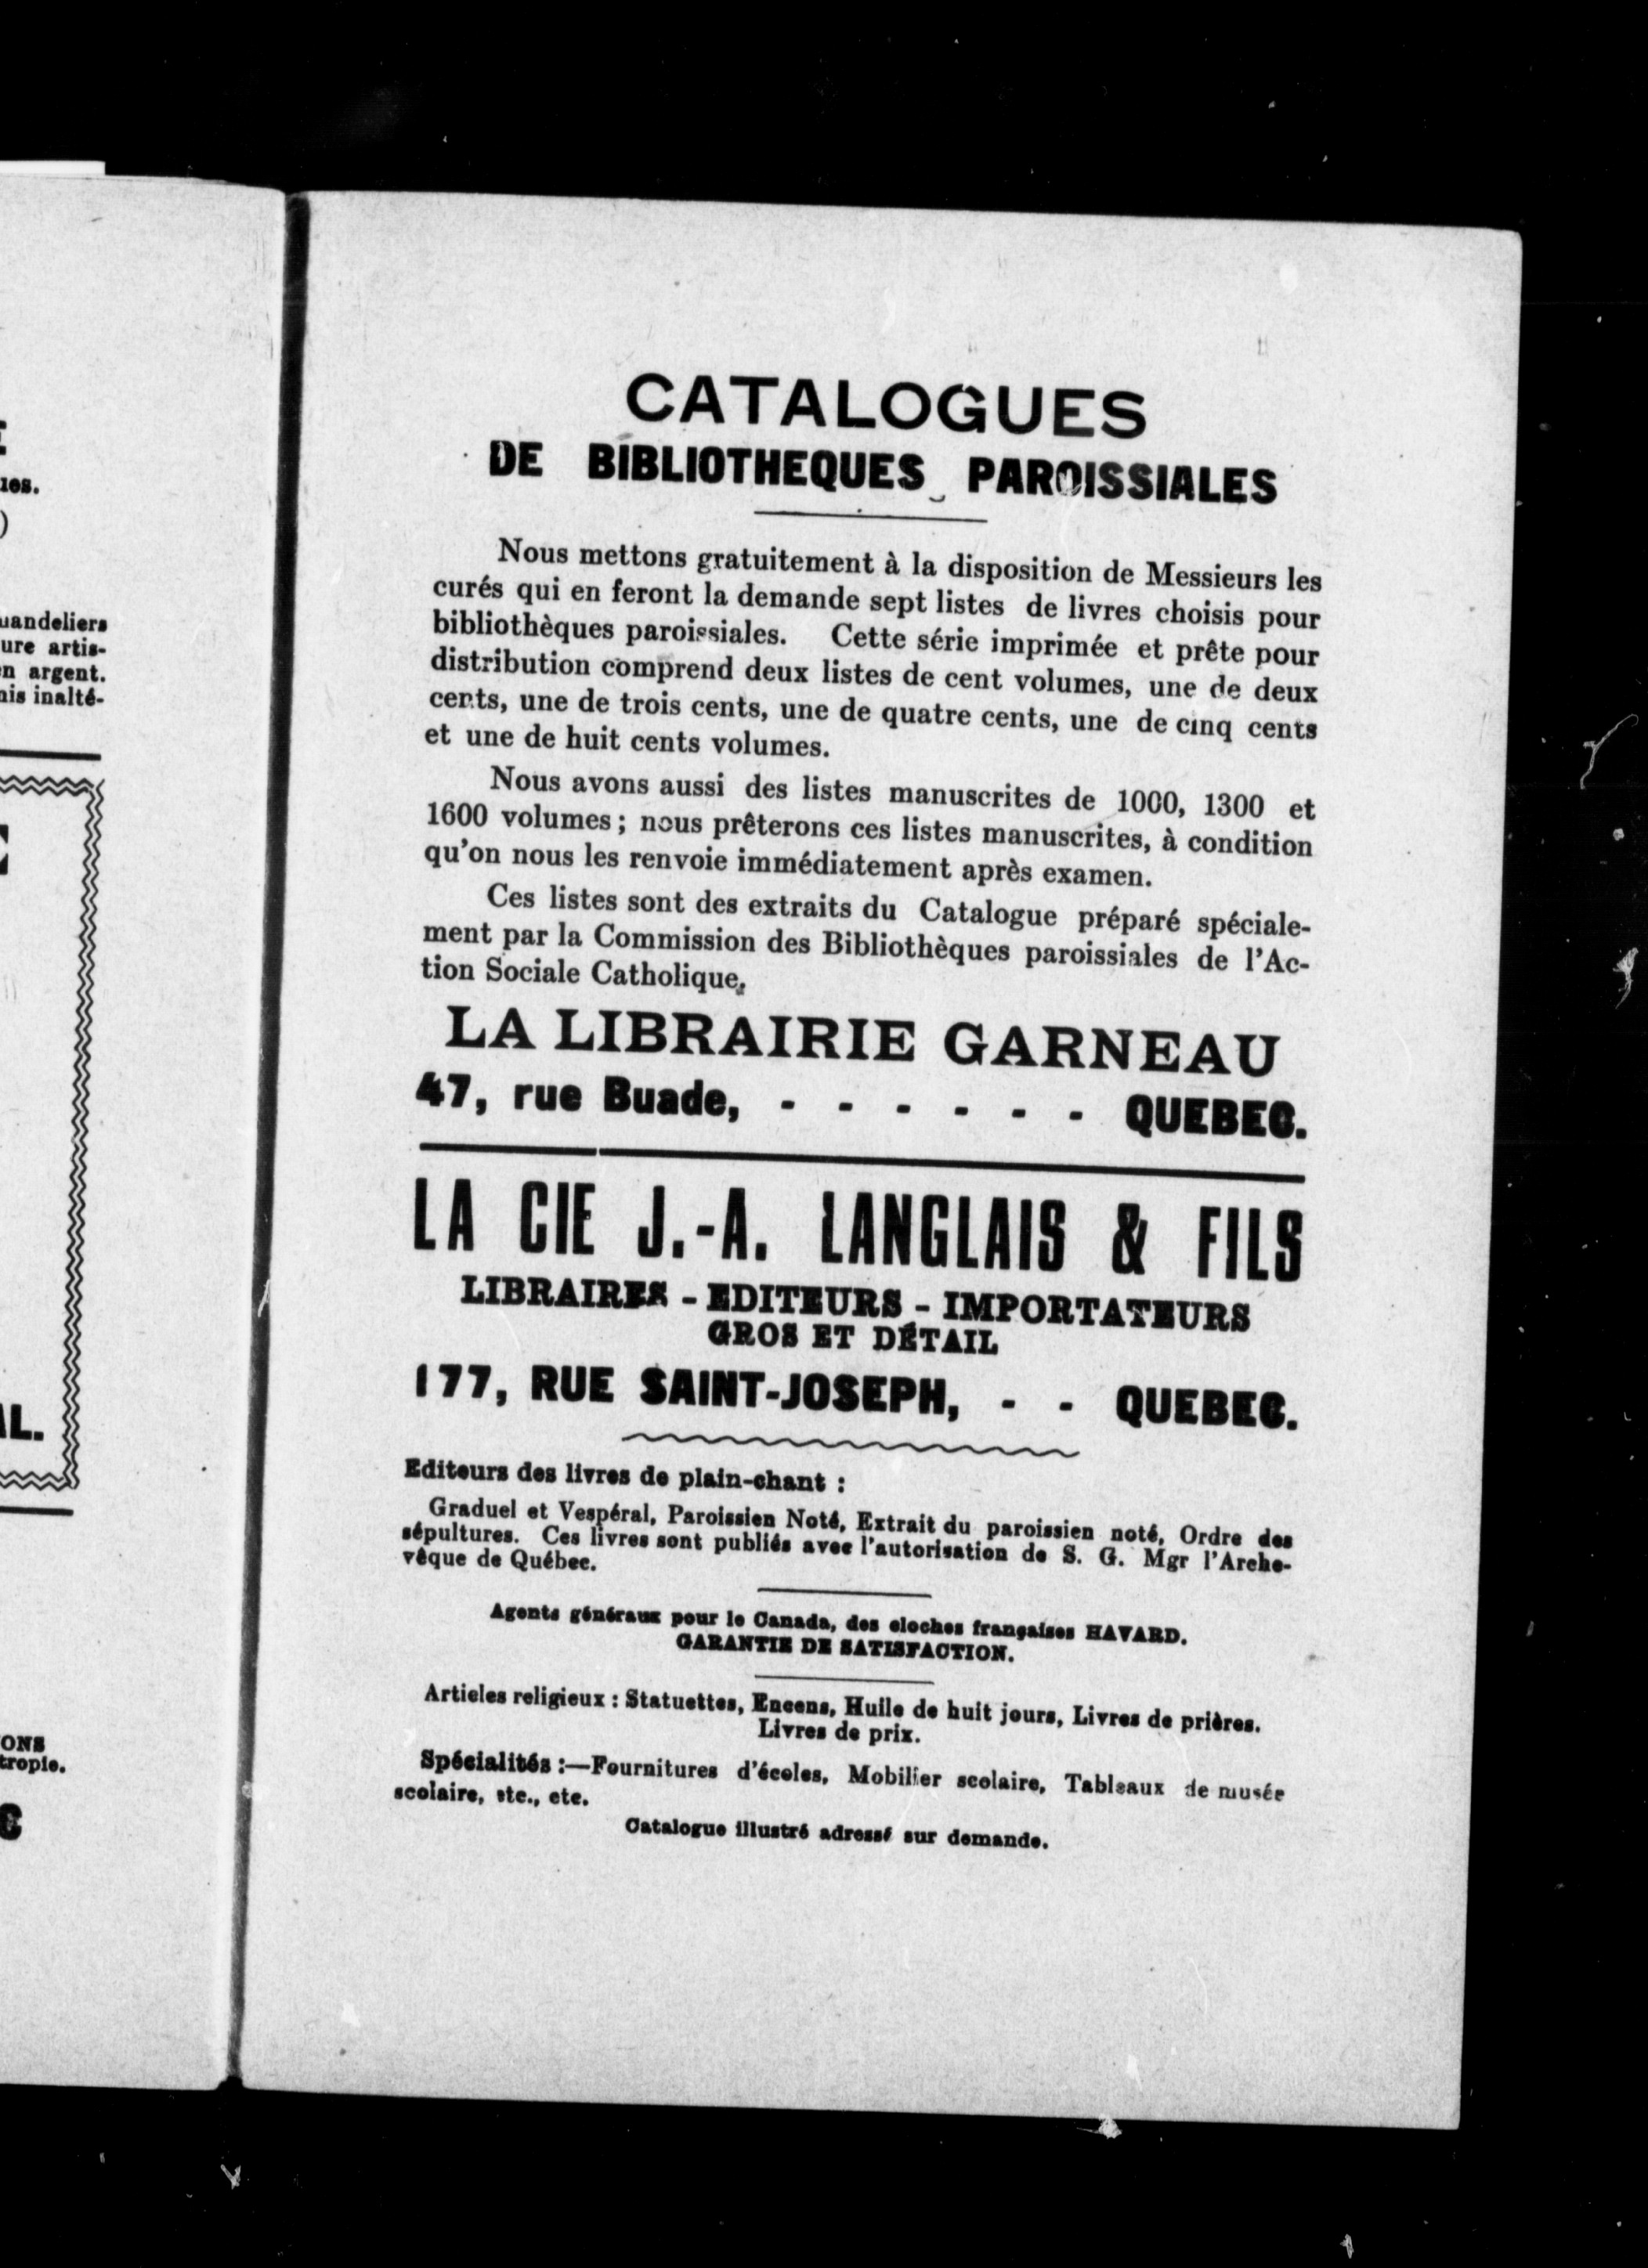 ues.
)
uandeliers
ure artis-
n argent.
nis inalté-
AL.
ONS
tropie.
CATALOGUES
DE BIBLIOTHEQUES PAROISSIALES
Nous mettons gratuitement à la disposition de Messieurs les
curés qui en feront la demande sept listes de livres choisis pour
bibliothèques paroissiales. Cette série imprimée et prête pour
distribution comprend deux listes de cent volumes, une de deux
cents, une de trois cents, une de quatre cents, une de cinq cents
et une de huit cents volumes.
Nous avons aussi des listes manuscrites de 1000, 1300 et
1600 volumes; nous prêterons ces listes manuscrites, à condition
qu'on nous les renvoie immédiatement après examen.
Ces listes sont des extraits du Catalogue préparé spéciale-
ment par la Commission des Bibliothèques paroissiales de l'Ac-
tion Sociale Catholique.
LA LIBRAIRIE GARNEAU
47, rue Buade, - - - - - - QUEBEC.
LA CIE J.-A. LANGLAIS & FILS
LIBRAIRES - EDITEURS - IMPORTATEURS
GROS ET DÉTAIL
177, RUE SAINT-JOSEPH, - - QUEBEC.
Editeurs des livres de plain-chant :
Graduel et Vespéral, Paroissien Noté, Extrait du paroissien noté, Ordre des
sépultures. Ces livres sont publiés avec l'autorisation de S. G. Mgr l'Arche-
vêque de Québec.
Agents généraux pour le Canada, des cloches françaises HAVARD.
GARANTIE DE SATISFACTION.
Articles religieux : Statuettes, Encens, Huile de huit jours, Livres de prières.
Livres de prix.
Spécialités :—Fournitures d'écoles, Mobilier scolaire, Tableaux de musée
scolaire, etc., etc.
Catalogue illustré adressé sur demande.